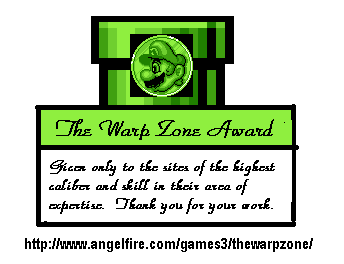 The Warp Zone Award
Given only to the sites of the highest
caliber and skill in their area of
expertise. Thank you for your work.
http://www.angelfire.com/games3/thewarpzone/